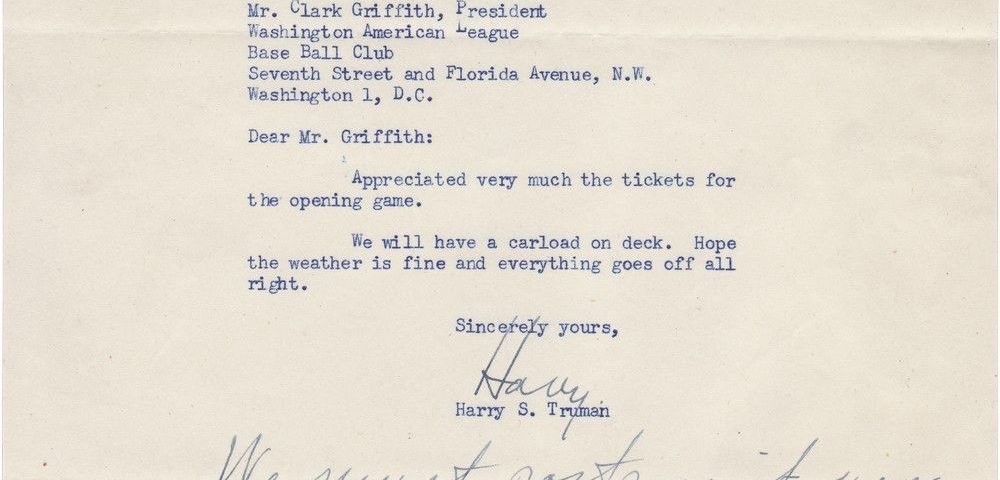 Mr. Clark Griffith, President
Washington American League
Base Ball Club
Seventh Street and Florida Avenue, N.W.
Washington 1, D.C.
Dear Mr. Griffith:
Appreciated very much the tickets for
the opening game.
We will have a carload on deck. Hope
the weather is fine and everything goes off all
right.
Sincerely yours,
Harry
Harry S. Truman
We must